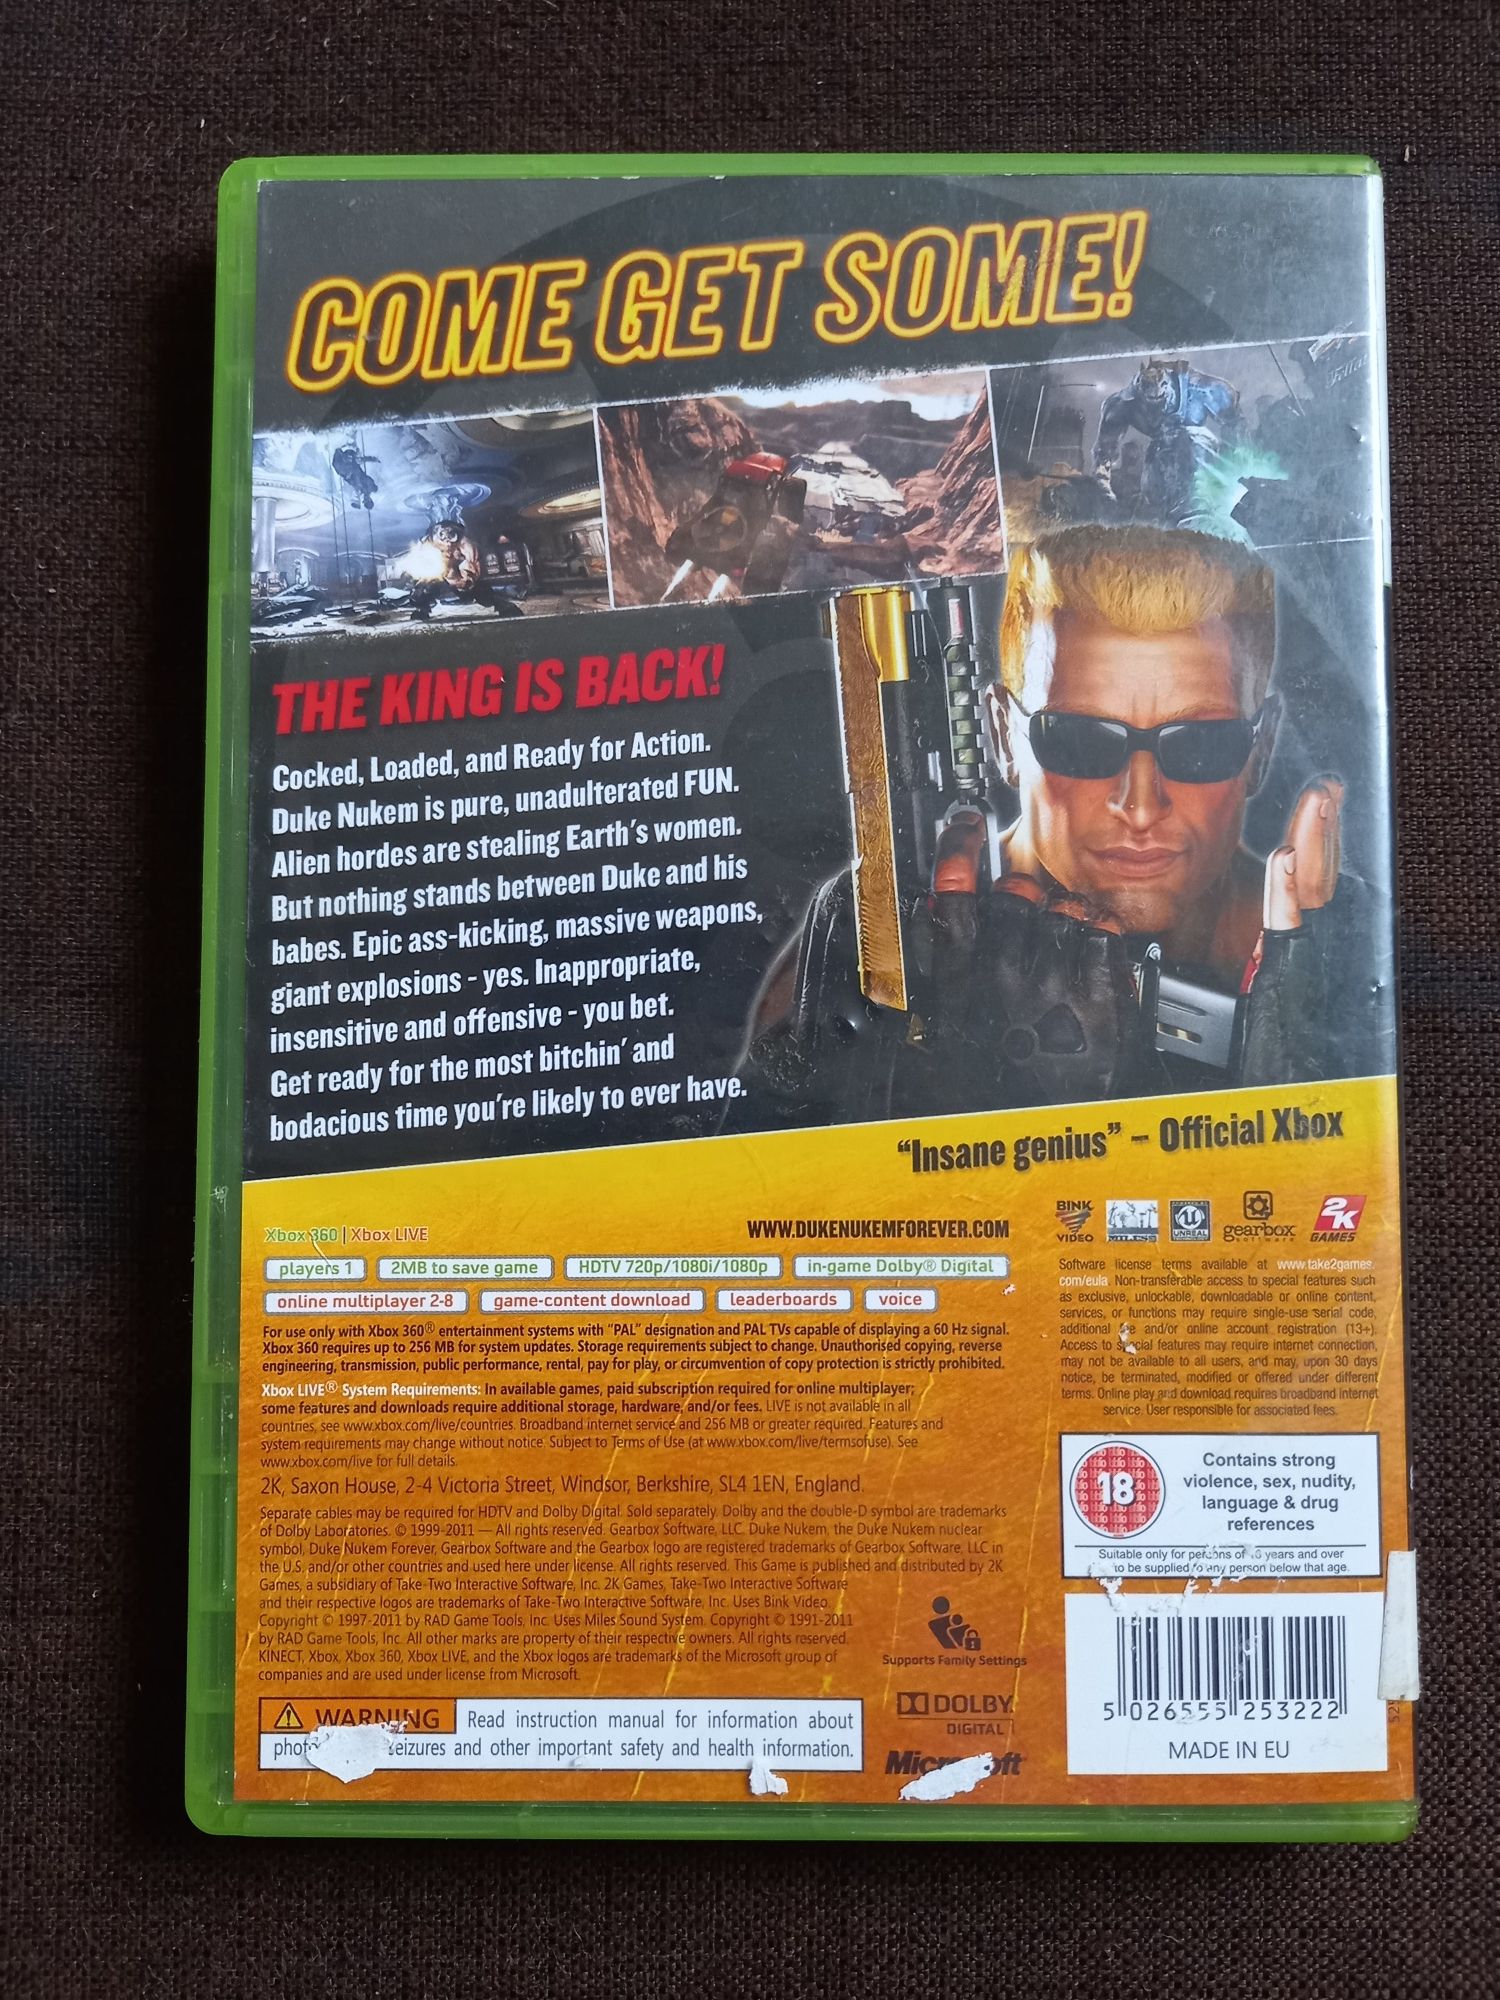 COME GET SOME!
THE KING IS BACK!
Cocked, Loaded, and Ready for Action.
Duke Nukem is pure, unadulterated FUN.
Alien hordes are stealing Earth's women.
But nothing stands between Duke and his
babes. Epic ass-kicking, massive weapons,
giant explosions - yes. Inappropriate,
insensitive and offensive - you bet.
Get ready for the most bitchin' and
bodacious time you're likely to ever have.
“Insane genius” – Official Xbox
Xbox 360 | Xbox LIVE
WWW.DUKENUKEMFOREVER.COM
players 1
2MB to save game
HDTV 720p/1080i/1080p
in-game Dolby® Digital
online multiplayer 2-8
game-content download
leaderboards
voice
For use only with Xbox 360® entertainment systems with “PAL” designation and PAL TVs capable of displaying a 60 Hz signal.
Xbox 360 requires up to 256 MB for system updates. Storage requirements subject to change. Unauthorised copying, reverse
engineering, transmission, public performance, rental, pay for play, or circumvention of copy protection is strictly prohibited.
Xbox LIVE® System Requirements: In available games, paid subscription required for online multiplayer;
some features and downloads require additional storage, hardware, and/or fees. LIVE is not available in all
countries, see www.xbox.com/live/countries. Broadband internet service and 256 MB or greater required. Features and
system requirements may change without notice. Subject to Terms of Use (at www.xbox.com/live/termsofuse). See
www.xbox.com/live for full details.
2K, Saxon House, 2-4 Victoria Street, Windsor, Berkshire, SL4 1EN, England.
Separate cables may be required for HDTV and Dolby Digital. Sold separately. Dolby and the double-D symbol are trademarks
of Dolby Laboratories. © 1999-2011 — All rights reserved. Gearbox Software, LLC. Duke Nukem, the Duke Nukem nuclear
symbol, Duke Nukem Forever, Gearbox Software and the Gearbox logo are registered trademarks of Gearbox Software, LLC in
the U.S. and/or other countries and used here under license. All rights reserved. This Game is published and distributed by 2K
Games, a subsidiary of Take-Two Interactive Software, Inc. 2K Games, Take-Two Interactive Software
and their respective logos are trademarks of Take-Two Interactive Software, Inc. Uses Bink Video.
Copyright © 1997-2011 by RAD Game Tools, Inc. Uses Miles Sound System. Copyright © 1991-2011
by RAD Game Tools, Inc. All other marks are property of their respective owners. All rights reserved.
KINECT, Xbox, Xbox 360, Xbox LIVE, and the Xbox logos are trademarks of the Microsoft group of
companies and are used under license from Microsoft.
WARNING Read instruction manual for information about
seizures and other important safety and health information.
BINK
VIDEO
MILES
UNREAL
gearbox
software
2K
GAMES
Software license terms available at www.take2games.
com/eula. Non-transferable access to special features such
as exclusive, unlockable, downloadable or online content,
services, or functions may require single-use serial code,
additional fee and/or online account registration (13+).
Access to special features may require internet connection,
may not be available to all users, and may, upon 30 days
notice, be terminated, modified or offered under different
terms. Online play and download requires broadband internet
service. User responsible for associated fees.
18
Contains strong
violence, sex, nudity,
language & drug
references
Suitable only for persons of 18 years and over
to be supplied to any person below that age.
Supports Family Settings
DOLBY
DIGITAL
Microsoft
5 026555 253222
MADE IN EU